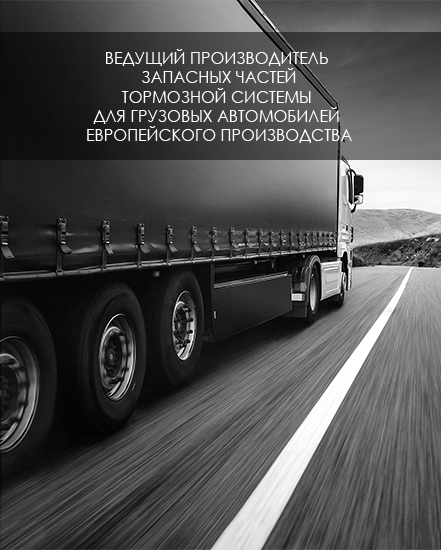 ВЕДУЩИЙ ПРОИЗВОДИТЕЛЬ
ЗАПАСНЫХ ЧАСТЕЙ
ТОРМОЗНОЙ СИСТЕМЫ
ДЛЯ ГРУЗОВЫХ АВТОМОБИЛЕЙ
ЕВРОПЕЙСКОГО ПРОИЗВОДСТВА